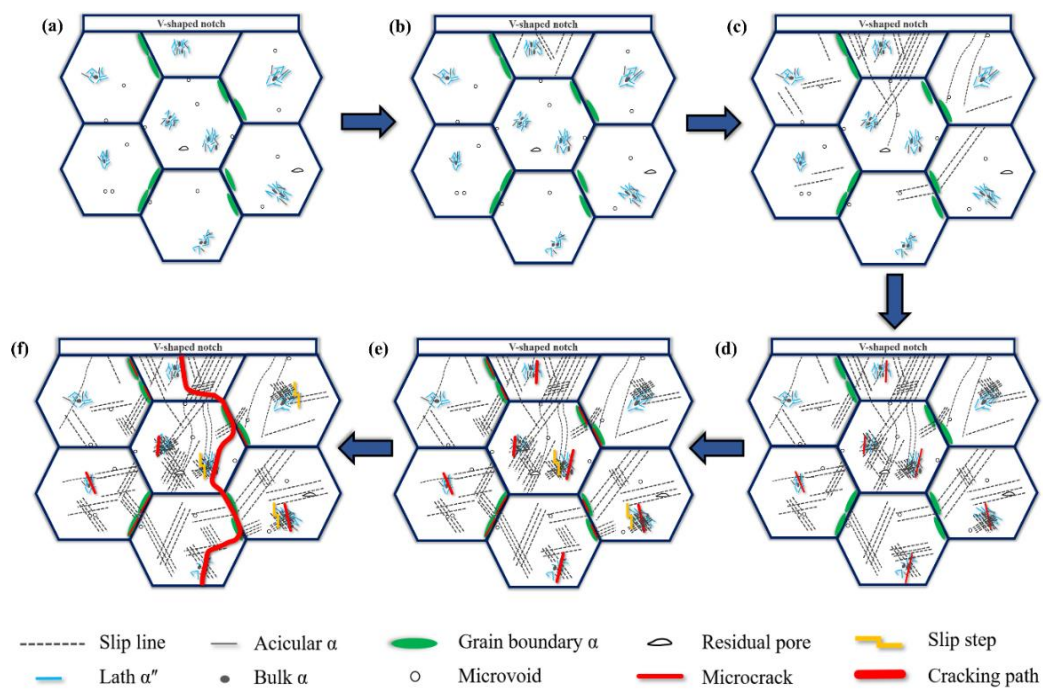 (a) V-shaped notch
(b) V-shaped notch
(c) V-shaped notch
(f) V-shaped notch
(e) V-shaped notch
(d) V-shaped notch
Slip line
Acicular α
Grain boundary α
Residual pore
Slip step
Lath α″
Bulk α
Microvoid
Microcrack
Cracking path